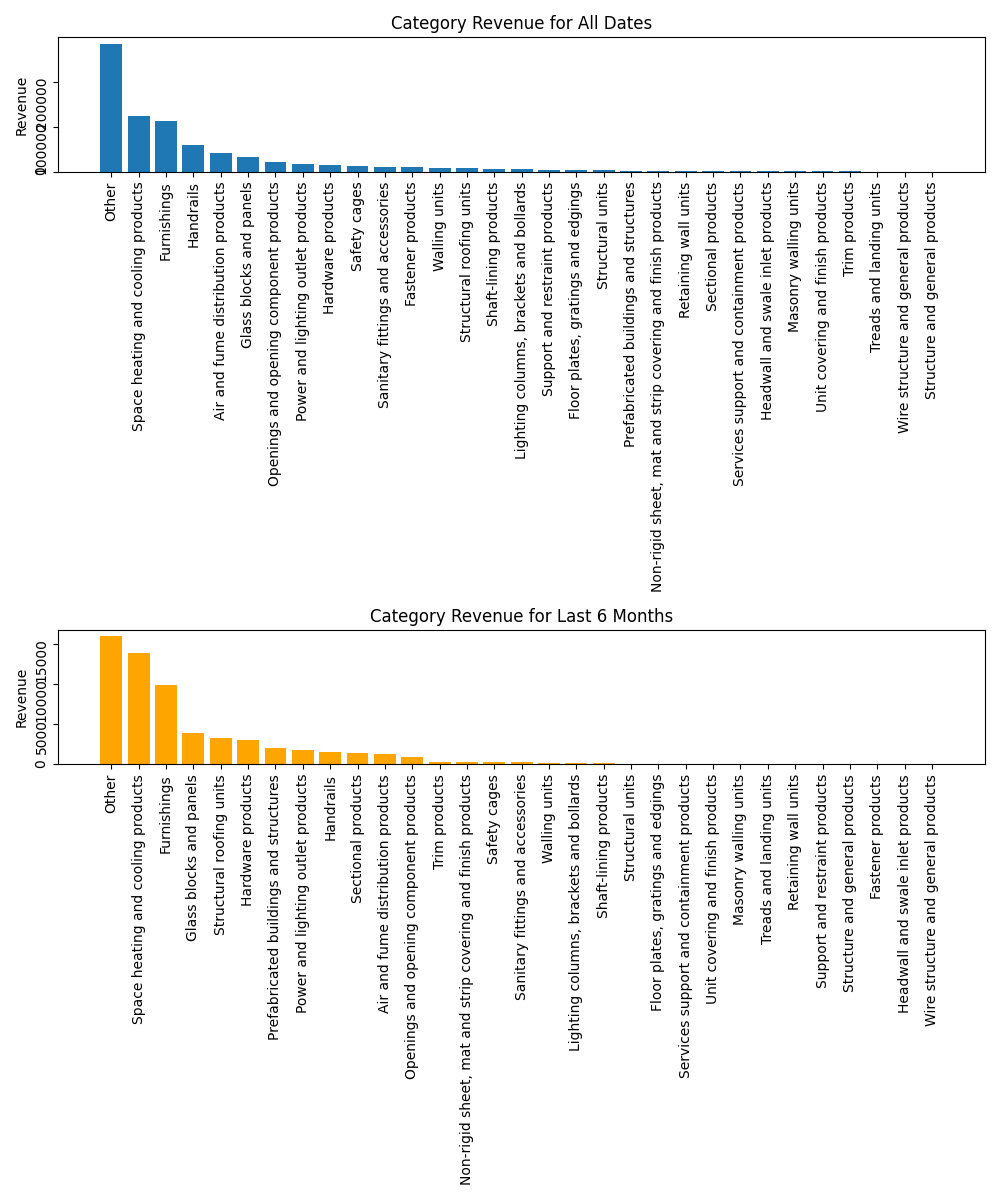 Category Revenue for All Dates
Revenue
0
100000
200000
Other
Space heating and cooling products
Furnishings
Handrails
Air and fume distribution products
Glass blocks and panels
Openings and opening component products
Power and lighting outlet products
Hardware products
Safety cages
Sanitary fittings and accessories
Fastener products
Walling units
Structural roofing units
Shaft-lining products
Lighting columns, brackets and bollards
Support and restraint products
Floor plates, gratings and edgings
Structural units
Prefabricated buildings and structures
Non-rigid sheet, mat and strip covering and finish products
Retaining wall units
Sectional products
Services support and containment products
Headwall and swale inlet products
Masonry walling units
Unit covering and finish products
Trim products
Treads and landing units
Wire structure and general products
Structure and general products
Category Revenue for Last 6 Months
Revenue
0
5000
10000
15000
Other
Space heating and cooling products
Furnishings
Glass blocks and panels
Structural roofing units
Hardware products
Prefabricated buildings and structures
Power and lighting outlet products
Handrails
Sectional products
Air and fume distribution products
Openings and opening component products
Trim products
Non-rigid sheet, mat and strip covering and finish products
Safety cages
Sanitary fittings and accessories
Walling units
Lighting columns, brackets and bollards
Shaft-lining products
Structural units
Floor plates, gratings and edgings
Services support and containment products
Unit covering and finish products
Masonry walling units
Treads and landing units
Retaining wall units
Support and restraint products
Structure and general products
Fastener products
Headwall and swale inlet products
Wire structure and general products